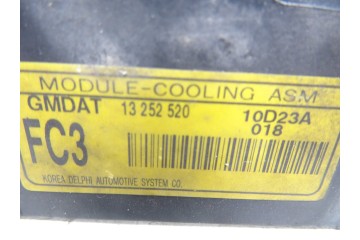 MODULE-COOLING ASM
GMDAT 13 252 520 10D23A
FC3 018
KOREA DELPHI AUTOMOTIVE SYSTEM CO.